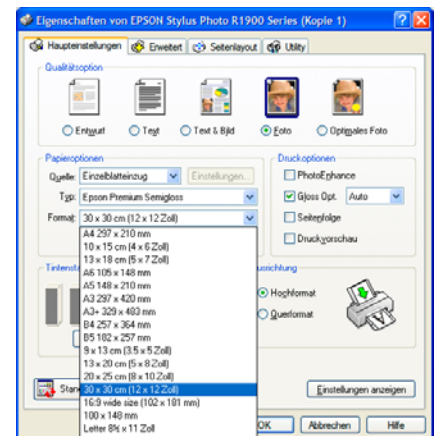 Eigenschaften von EPSON Stylus Photo R1900 Series (Kopie 1)
Haupteinstellungen Erweitert Seitenlayout Utility
Qualitätsoption
Entwurf Text Text & Bild Foto Optimales Foto
Papieroptionen
Quelle: Einzelblatteinzug Einstellungen...
Typ: Epson Premium Semigloss
Format: 30 x 30 cm (12 x 12 Zoll)
A4 297 x 210 mm
10 x 15 cm (4 x 6 Zoll)
13 x 18 cm (5 x 7 Zoll)
A6 105 x 148 mm
A5 148 x 210 mm
A3 297 x 420 mm
A3+ 329 x 483 mm
B4 257 x 364 mm
B5 182 x 257 mm
9 x 13 cm (3.5 x 5 Zoll)
13 x 20 cm (5 x 8 Zoll)
20 x 25 cm (8 x 10 Zoll)
30 x 30 cm (12 x 12 Zoll)
16:9 wide size (102 x 181 mm)
100 x 148 mm
Letter 8½ x 11 Zoll
Druckoptionen
PhotoEnhance
Gloss Opt. Auto
Seitenfolge
Druckvorschau
Tintenst
usrichtung
Hochformat
Querformat
Stan
Einstellungen anzeigen
OK Abbrechen Hilfe